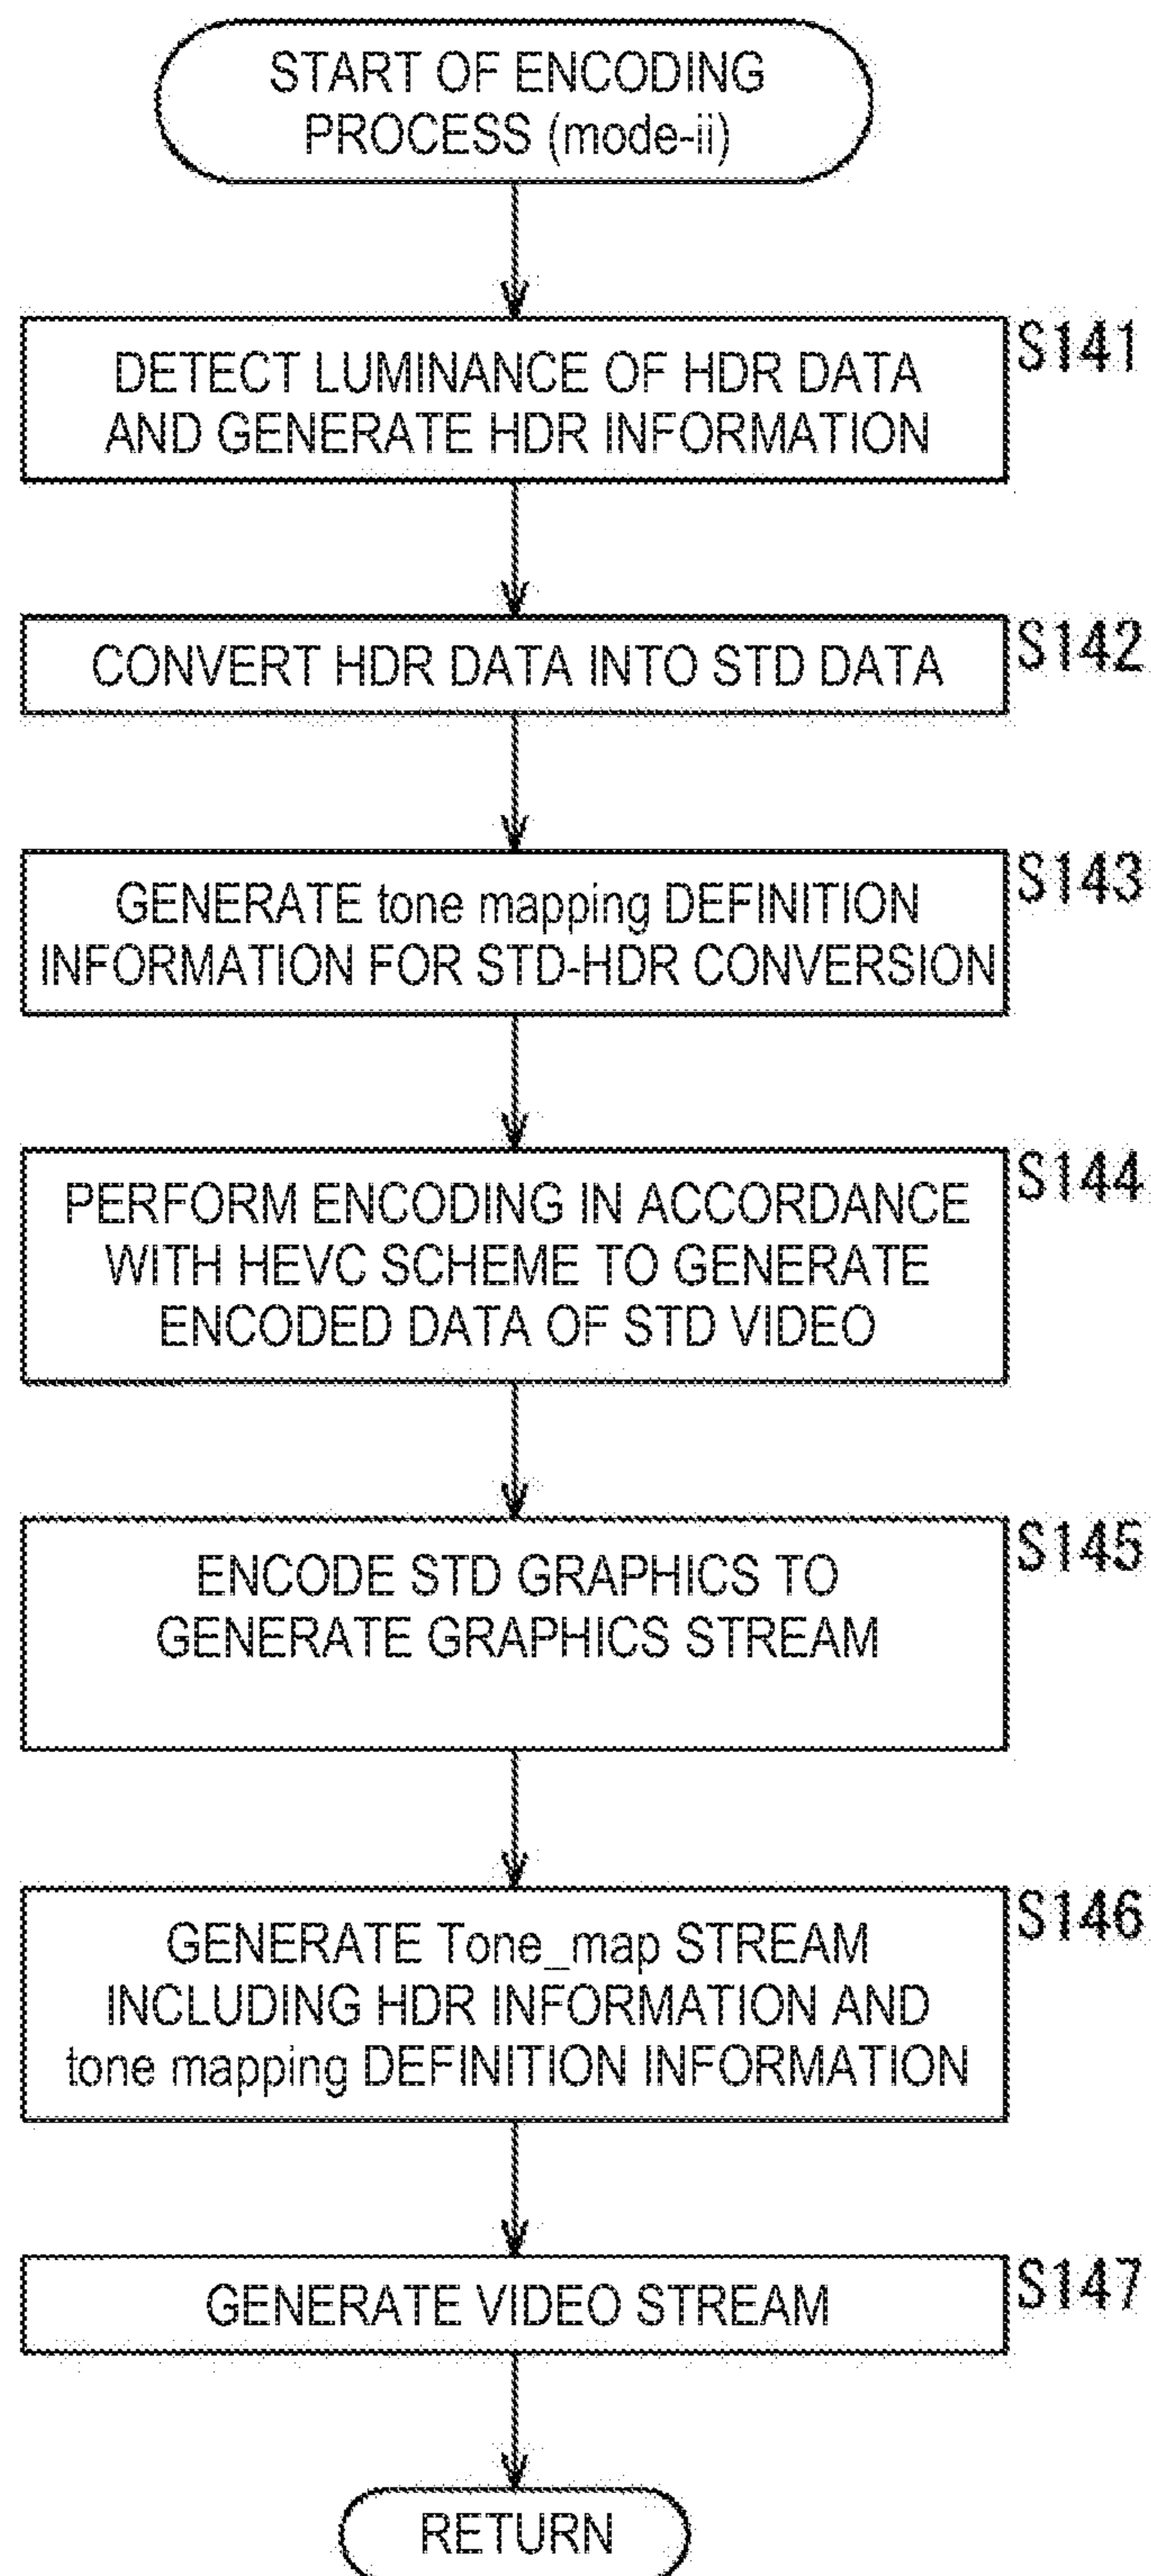 START OF ENCODING
PROCESS (mode-ii)
S141
DETECT LUMINANCE OF HDR DATA
AND GENERATE HDR INFORMATION
S142
CONVERT HDR DATA INTO STD DATA
S143
GENERATE tone mapping DEFINITION
INFORMATION FOR STD-HDR CONVERSION
S144
PERFORM ENCODING IN ACCORDANCE
WITH HEVC SCHEME TO GENERATE
ENCODED DATA OF STD VIDEO
S145
ENCODE STD GRAPHICS TO
GENERATE GRAPHICS STREAM
S146
GENERATE Tone_map STREAM
INCLUDING HDR INFORMATION AND
tone mapping DEFINITION INFORMATION
S147
GENERATE VIDEO STREAM
RETURN